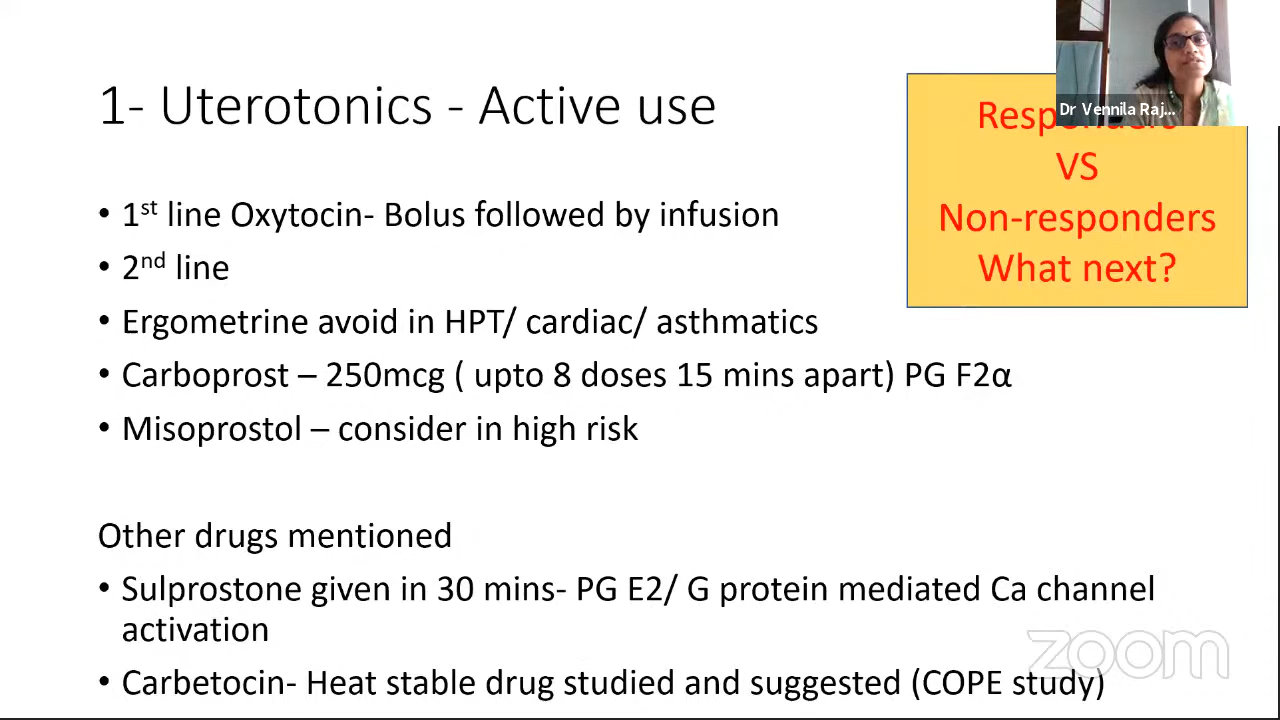 1- Uterotonics - Active use
Dr Vennila Raj...
Responders
VS
Non-responders
What next?
• 1st line Oxytocin- Bolus followed by infusion
• 2nd line
• Ergometrine avoid in HPT/ cardiac/ asthmatics
• Carboprost – 250mcg ( upto 8 doses 15 mins apart) PG F2α
• Misoprostol – consider in high risk
Other drugs mentioned
• Sulprostone given in 30 mins- PG E2/ G protein mediated Ca channel
activation
• Carbetocin- Heat stable drug studied and suggested (COPE study)
zoom